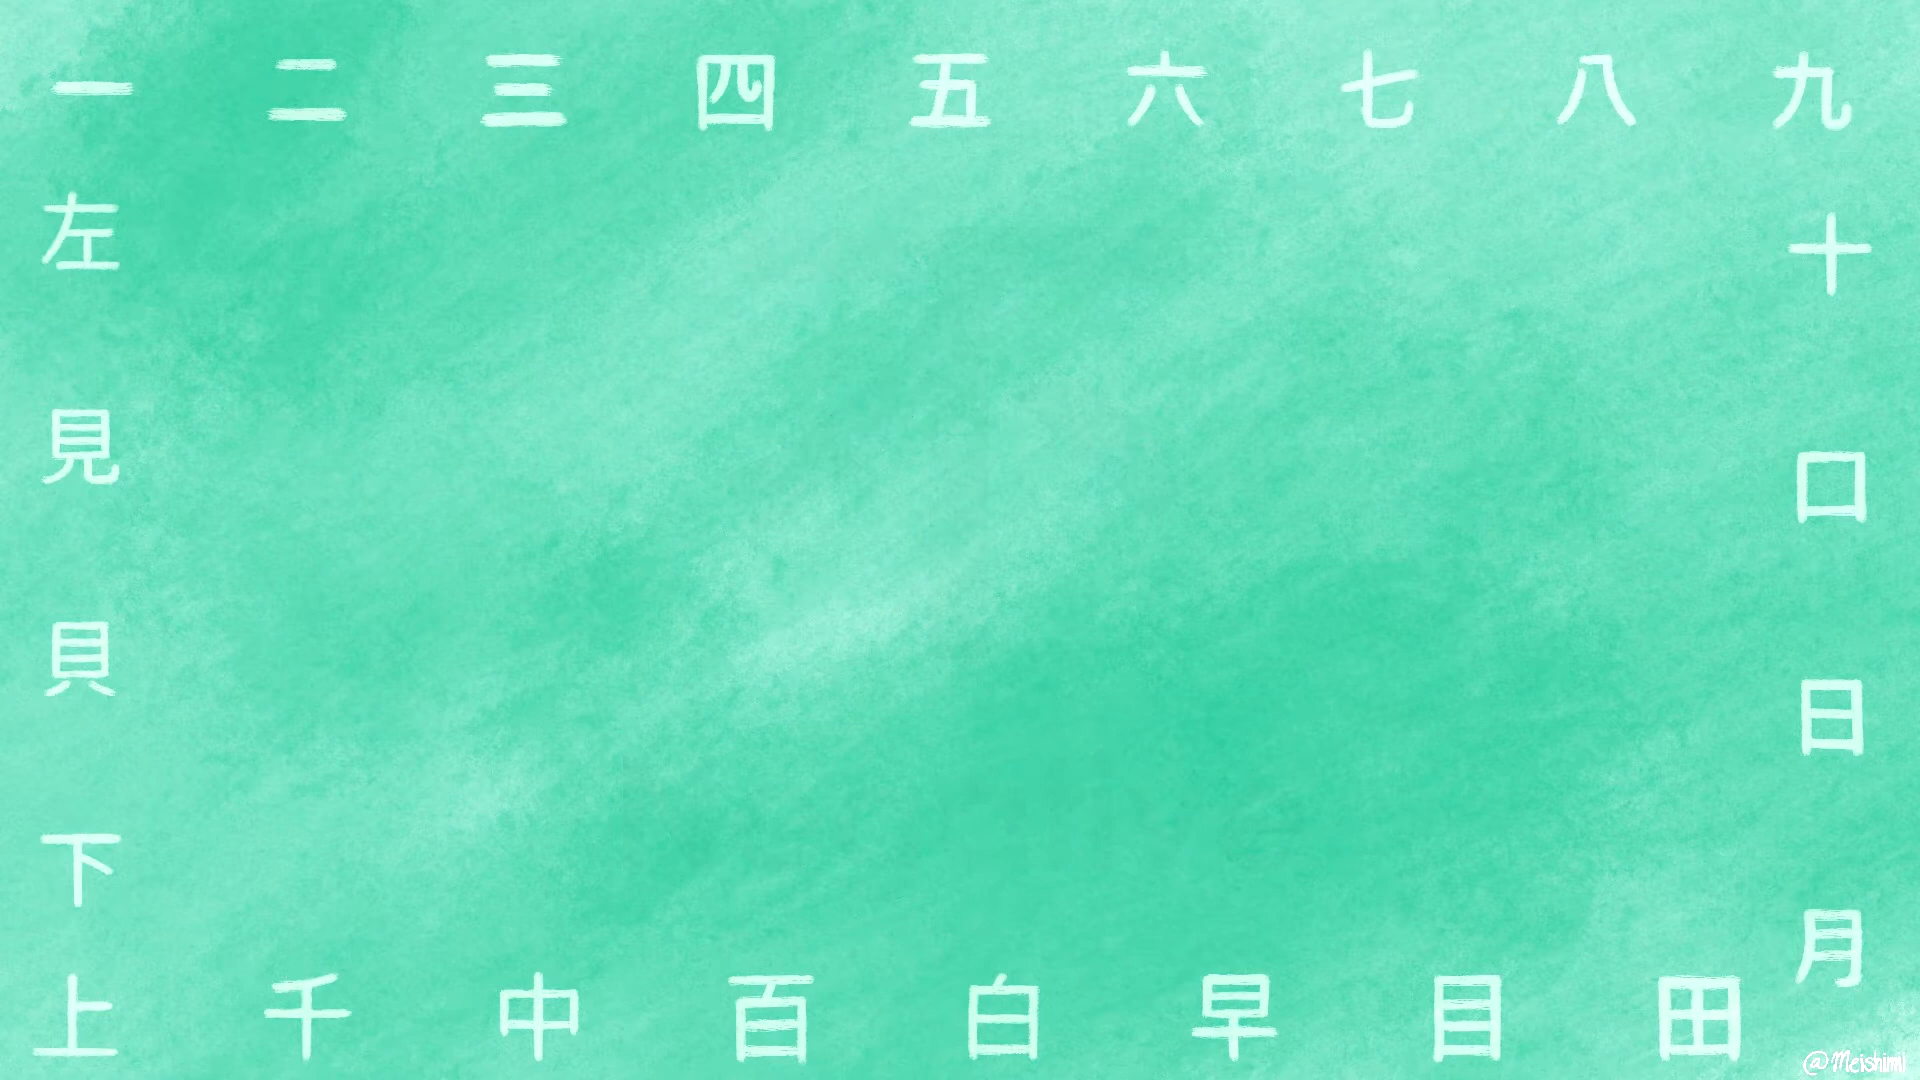 一 二 三 四 五 六 七 八 九
左 十
見 口
貝 日
下 月
上 千 中 百 白 早 目 田
@Meishimi